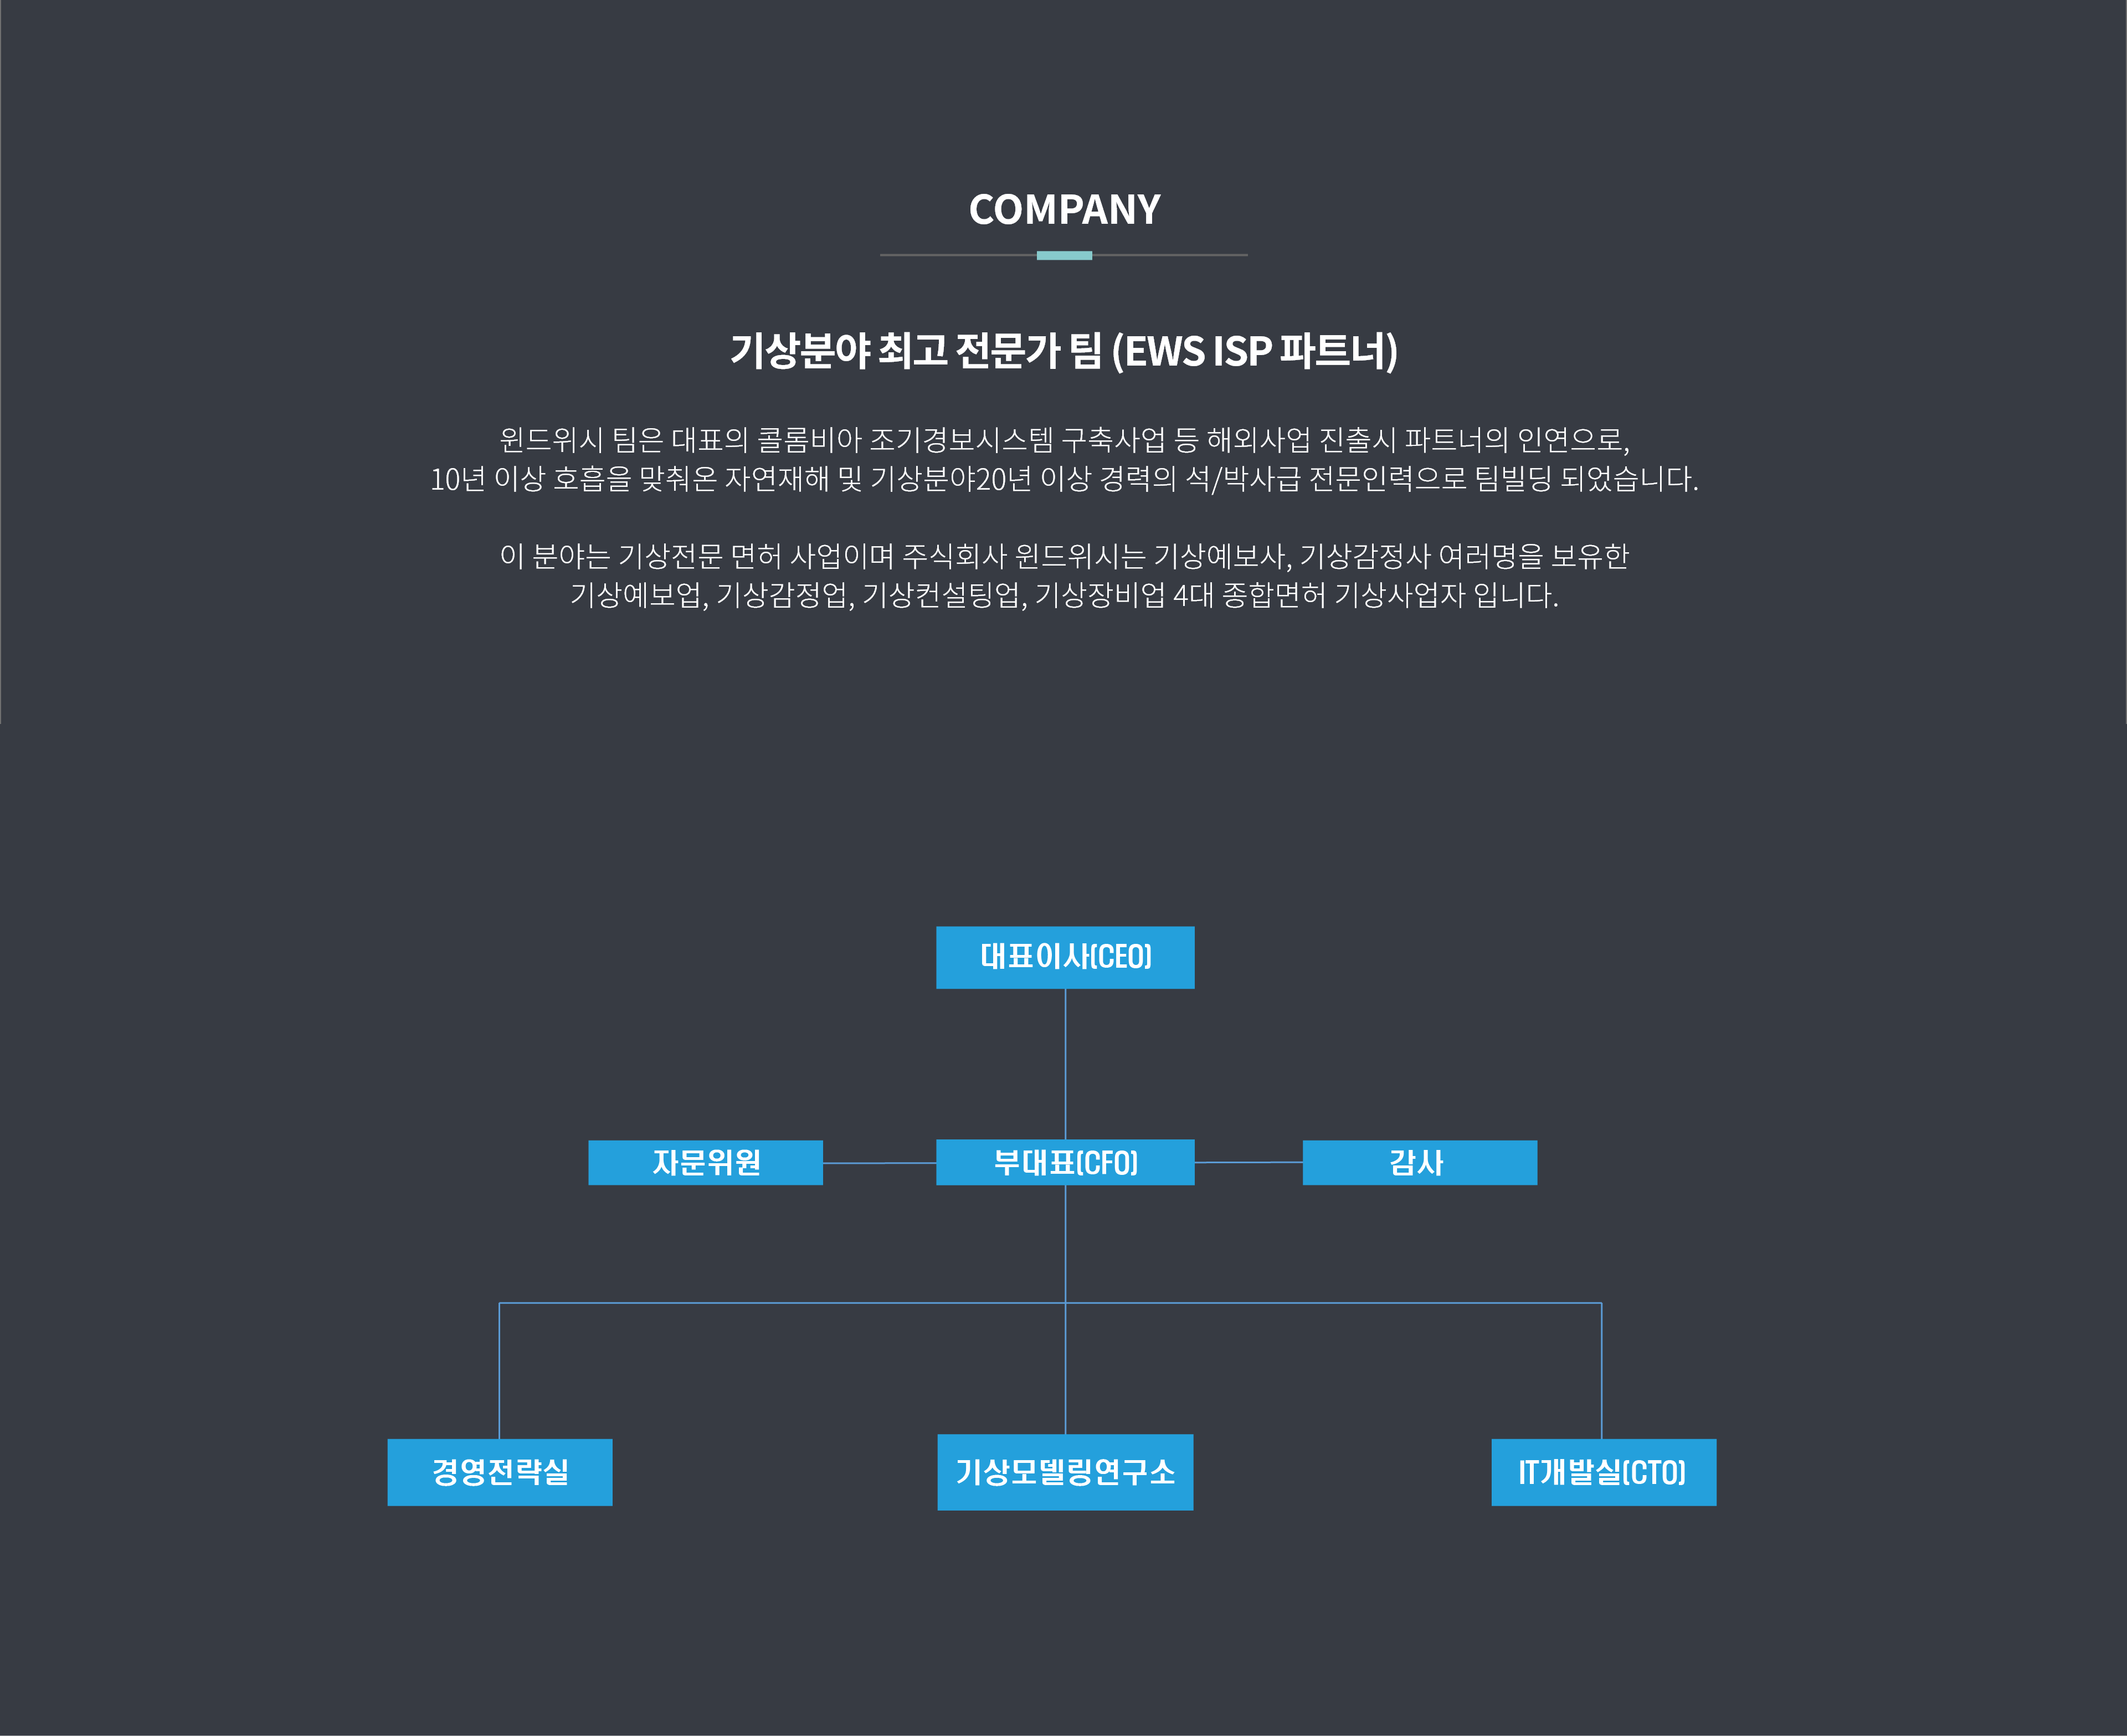 COMPANY
기상분야 최고 전문가 팀 (EWS ISP 파트너)
윈드위시 팀은 대표의 콜롬비아 조기경보시스템 구축사업 등 해외사업 진출시 파트너의 인연으로,
10년 이상 호흡을 맞춰온 자연재해 및 기상분야20년 이상 경력의 석/박사급 전문인력으로 팀빌딩 되었습니다.
이 분야는 기상전문 면허 사업이며 주식회사 윈드위시는 기상예보사, 기상감정사 여러명을 보유한
기상예보업, 기상감정업, 기상컨설팅업, 기상장비업 4대 종합면허 기상사업자 입니다.
대표이사(CEO)
자문위원
부대표(CFO)
감사
경영전략실
기상모델링연구소
IT개발실(CTO)